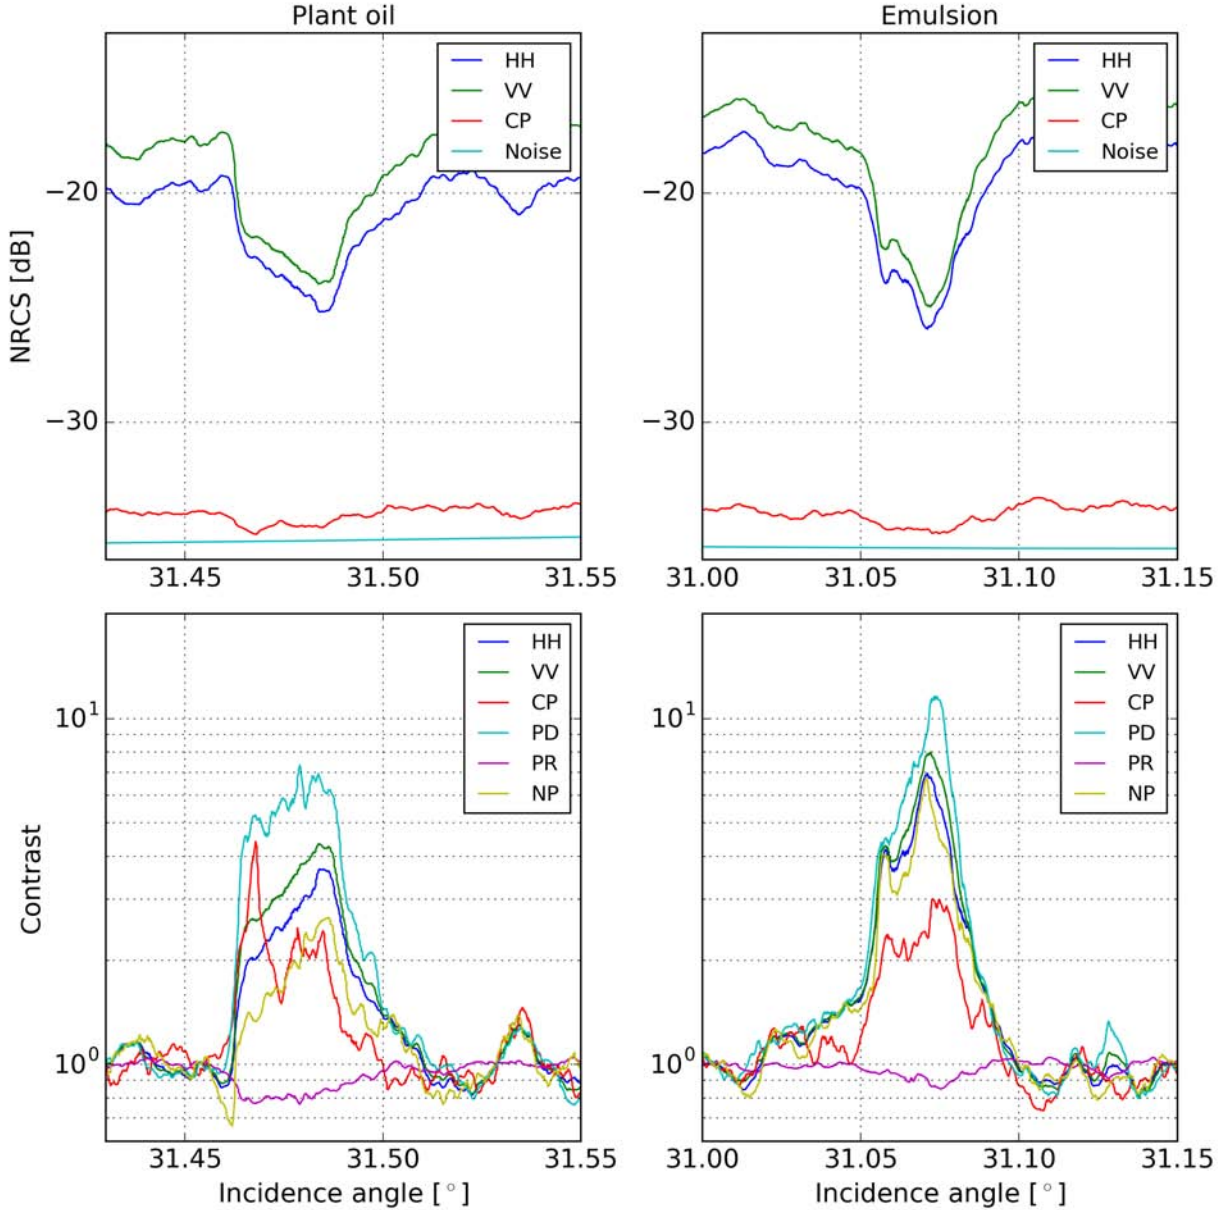 Plant oil
HH
VV
CP
Noise
NRCS [dB]
−20
−30
31.45 31.50 31.55
Emulsion
HH
VV
CP
Noise
−20
−30
31.00 31.05 31.10 31.15
HH
VV
CP
PD
PR
NP
Contrast
10¹
10⁰
31.45 31.50 31.55
Incidence angle [°]
HH
VV
CP
PD
PR
NP
10¹
10⁰
31.00 31.05 31.10 31.15
Incidence angle [°]